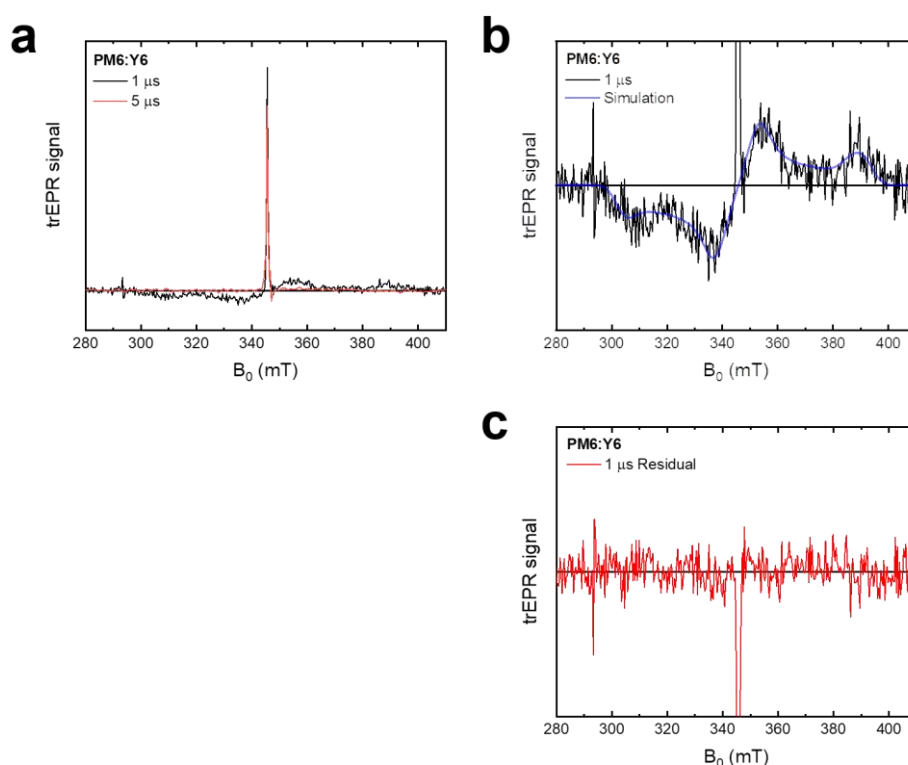 a
PM6:Y6
1 μs
5 μs
trEPR signal
280 300 320 340 360 380 400
B₀ (mT)
b
PM6:Y6
1 μs
Simulation
trEPR signal
280 300 320 340 360 380 400
B₀ (mT)
c
PM6:Y6
1 μs Residual
trEPR signal
280 300 320 340 360 380 400
B₀ (mT)